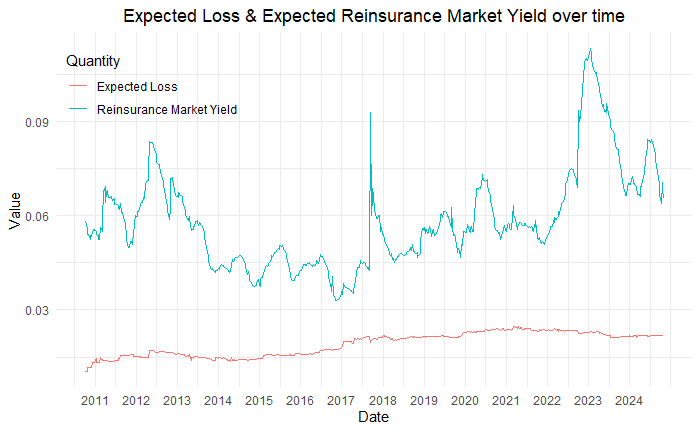 Expected Loss & Expected Reinsurance Market Yield over time
Quantity
Expected Loss
Reinsurance Market Yield
Value
0.09
0.06
0.03
2011 2012 2013 2014 2015 2016 2017 2018 2019 2020 2021 2022 2023 2024
Date